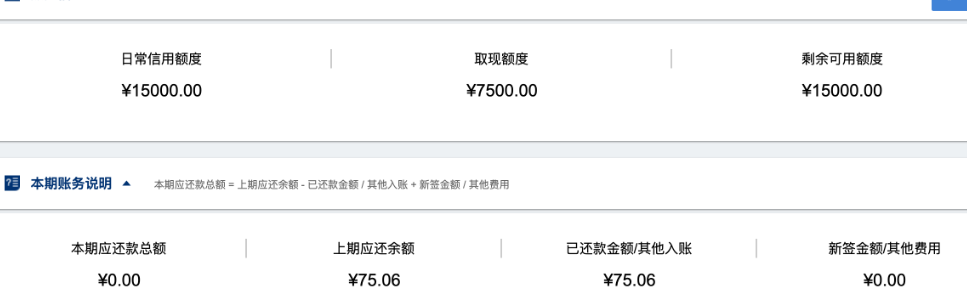 日常信用额度 取现额度 剩余可用额度
¥15000.00 ¥7500.00 ¥15000.00
本期账务说明 本期应还款总额 = 上期应还余额 - 已还款金额 / 其他入账 + 新签金额 / 其他费用
本期应还款总额 上期应还余额 已还款金额/其他入账 新签金额/其他费用
¥0.00 ¥75.06 ¥75.06 ¥0.00